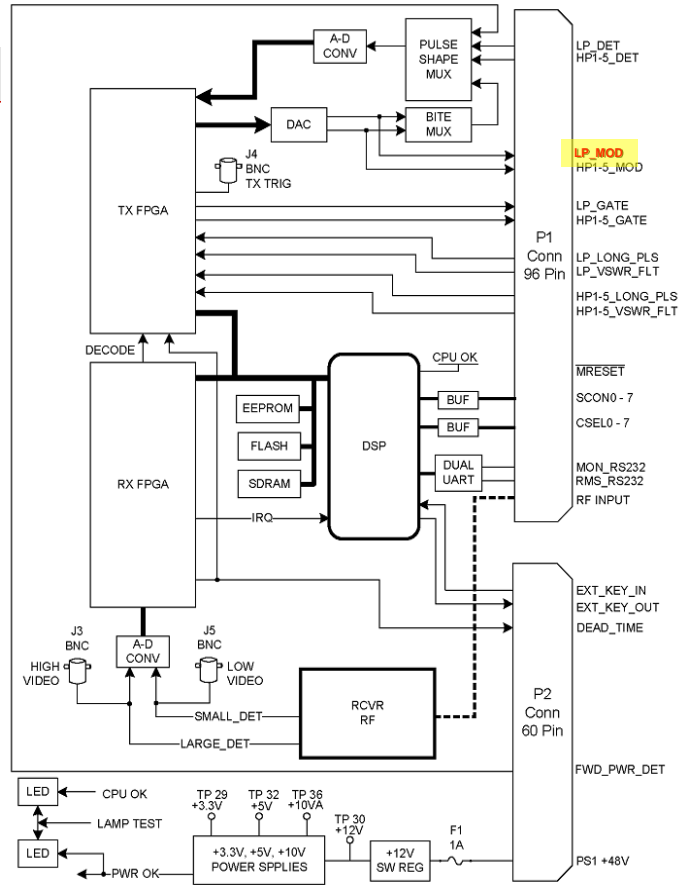 A-D
CONV
PULSE
SHAPE
MUX
LP_DET
HP1-5_DET
DAC
BITE
MUX
J4
BNC
TX TRIG
LP_MOD
HP1-5_MOD
TX FPGA
LP_GATE
HP1-5_GATE
P1
Conn
96 Pin
LP_LONG_PLS
LP_VSWR_FLT
HP1-5_LONG_PLS
HP1-5_VSWR_FLT
DECODE
CPU OK
MRESET
EEPROM
BUF
SCON0 - 7
FLASH
DSP
BUF
CSEL0 - 7
SDRAM
RX FPGA
DUAL
UART
MON_RS232
RMS_RS232
RF INPUT
IRQ
EXT_KEY_IN
EXT_KEY_OUT
DEAD_TIME
J3
BNC
A-D
CONV
J5
BNC
HIGH
VIDEO
LOW
VIDEO
RCVR
RF
P2
Conn
60 Pin
SMALL_DET
LARGE_DET
FWD_PWR_DET
LED
CPU OK
TP 29
+3.3V
TP 32
+5V
TP 36
+10VA
TP 30
+12V
LAMP TEST
F1
1A
LED
+3.3V, +5V, +10V
POWER SPPLIES
+12V
SW REG
PS1 +48V
PWR OK